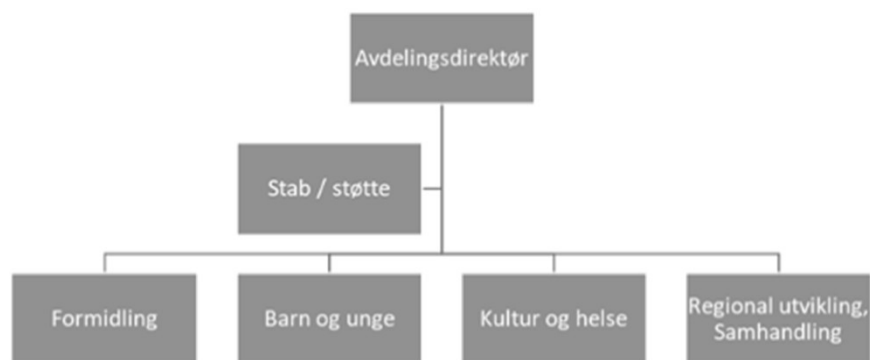 Avdelingsdirektør
Stab / støtte
Formidling
Barn og unge
Kultur og helse
Regional utvikling,
Samhandling